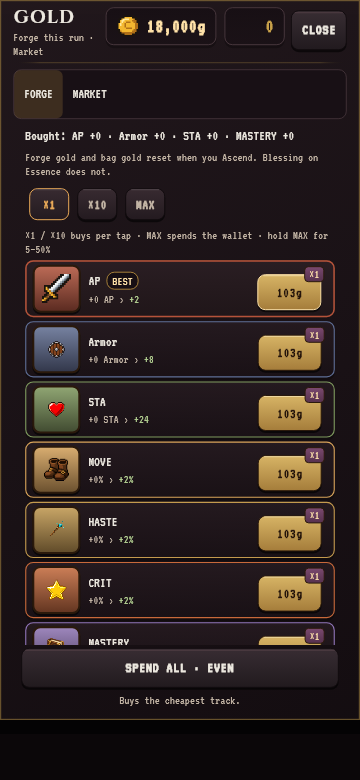 GOLD
Forge this run ·
Market
18,000g
0
CLOSE
FORGE
MARKET
Bought: AP +0 · Armor +0 · STA +0 · MASTERY +0
Forge gold and bag gold reset when you Ascend. Blessing on
Essence does not.
X1
X10
MAX
X1 / X10 buys per tap · MAX spends the wallet · hold MAX for
5–50%
AP BEST
+0 AP › +2
X1
103g
Armor
+0 Armor › +8
X1
103g
STA
+0 STA › +24
X1
103g
MOVE
+0% › +2%
X1
103g
HASTE
+0% › +2%
X1
103g
CRIT
+0% › +2%
X1
103g
MASTERY
X1
SPEND ALL · EVEN
Buys the cheapest track.